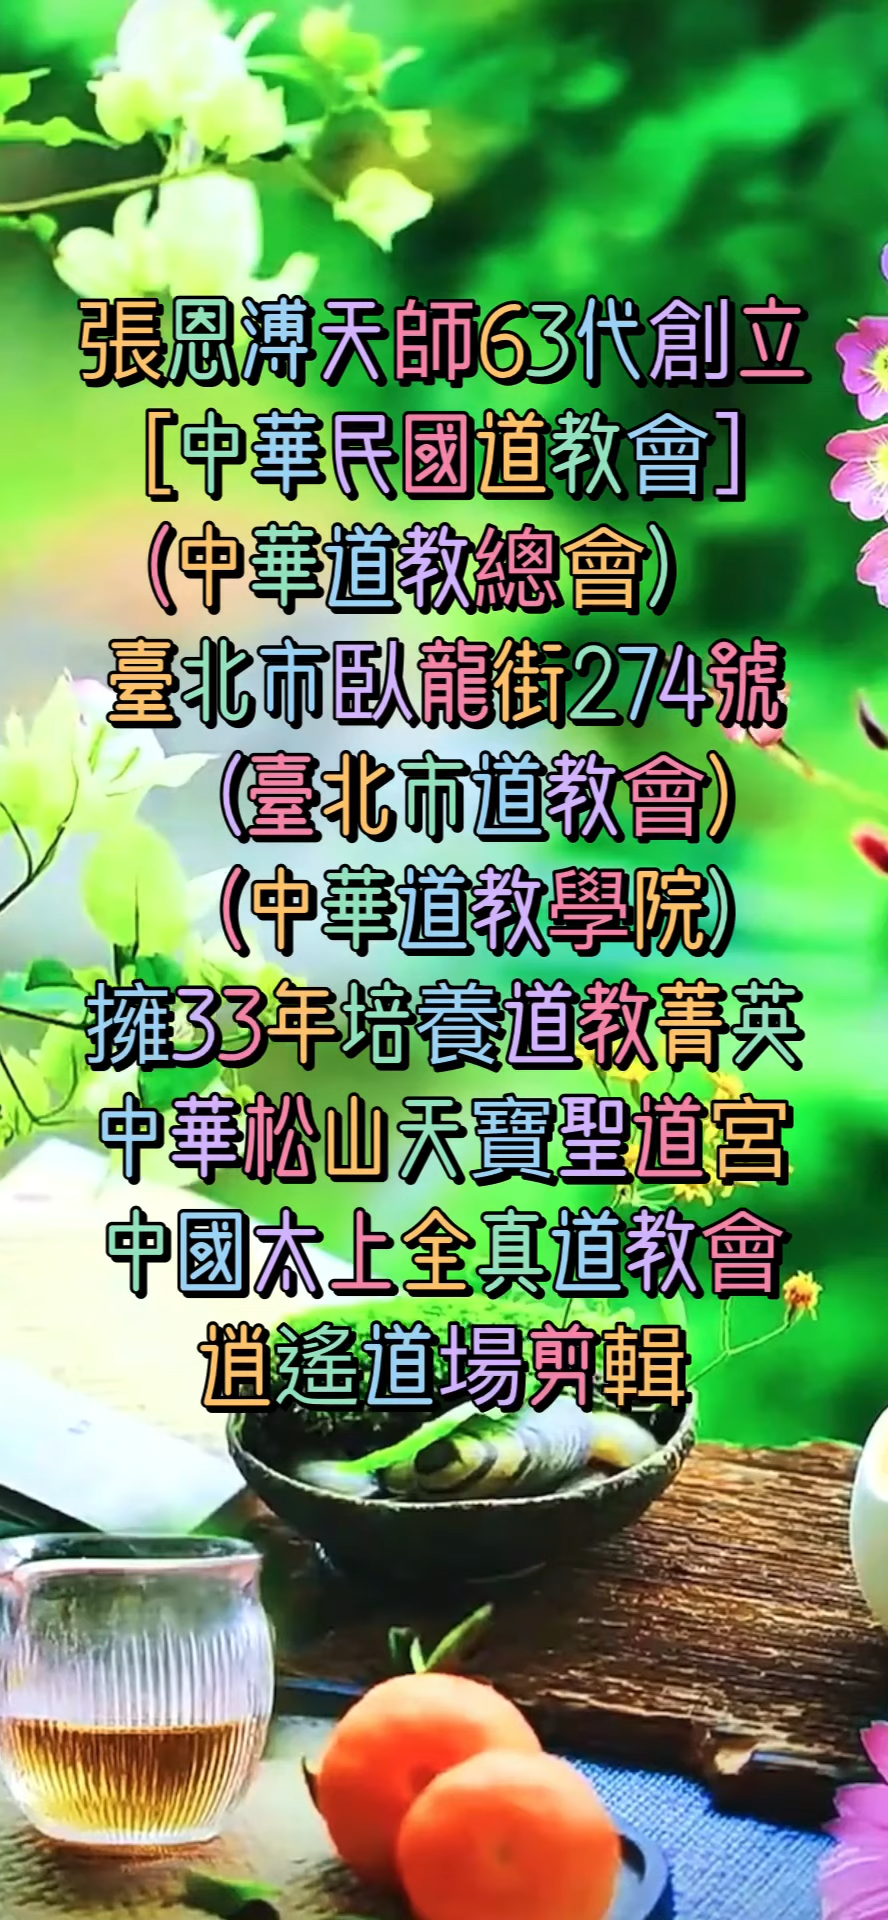 張恩溥天師63代創立
[中華民國道教會]
(中華道教總會)
臺北市臥龍街274號
(臺北市道教會)
(中華道教學院)
擁33年培養道教菁英
中華松山天寶聖道宮
中國太上全真道教會
逍遙道場剪輯